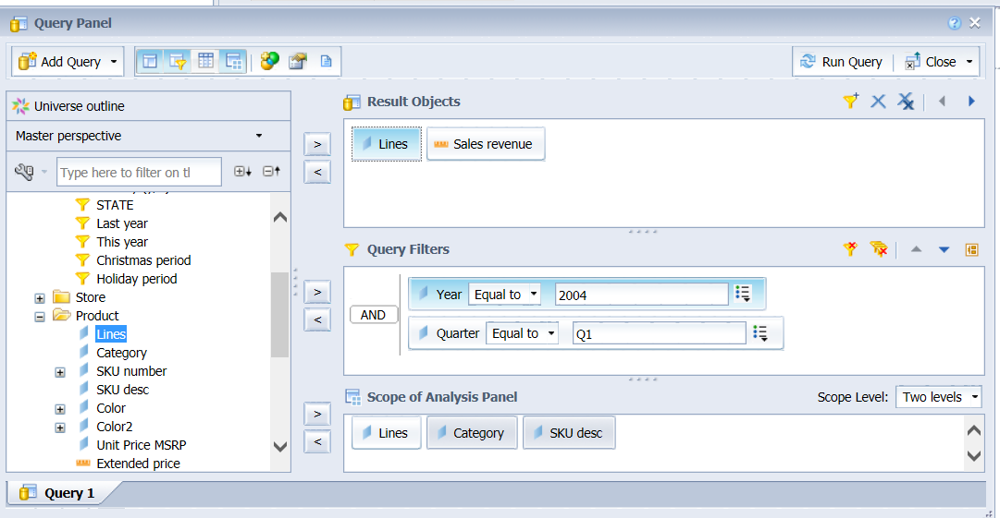 Query Panel
Add Query
Run Query
Close
Universe outline
Master perspective
Type here to filter on tl
STATE
Last year
This year
Christmas period
Holiday period
Store
Product
Lines
Category
SKU number
SKU desc
Color
Color2
Unit Price MSRP
Extended price
>
<
Result Objects
Lines
Sales revenue
>
<
Query Filters
AND
Year Equal to 2004
Quarter Equal to Q1
>
<
Scope of Analysis Panel
Scope Level: Two levels
Lines
Category
SKU desc
Query 1